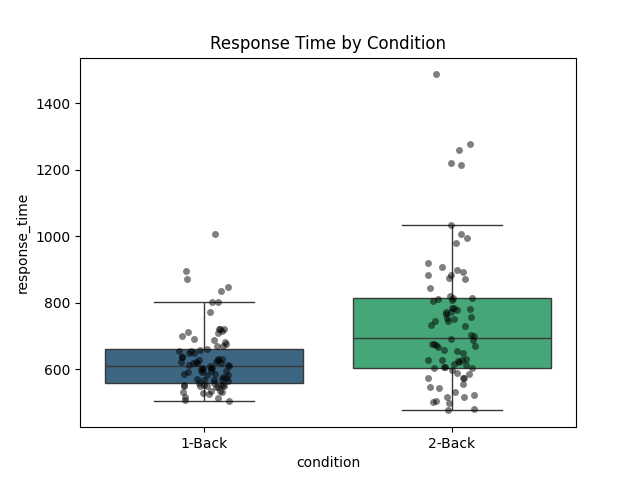 Response Time by Condition
response_time
1400
1200
1000
800
600
1-Back
2-Back
condition